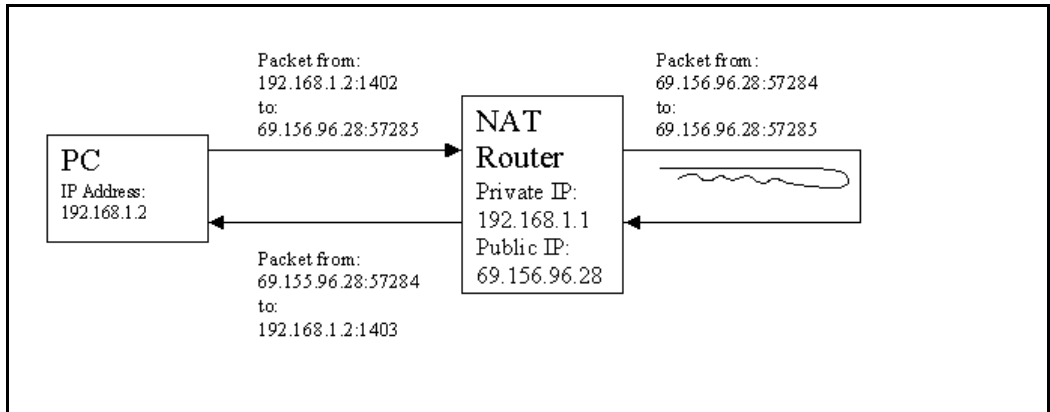 Packet from:
192.168.1.2:1402
to:
69.156.96.28:57285
Packet from:
69.156.96.28:57284
to:
69.156.96.28:57285
PC
IP Address:
192.168.1.2
NAT
Router
Private IP:
192.168.1.1
Public IP:
69.156.96.28
Packet from:
69.155.96.28:57284
to:
192.168.1.2:1403